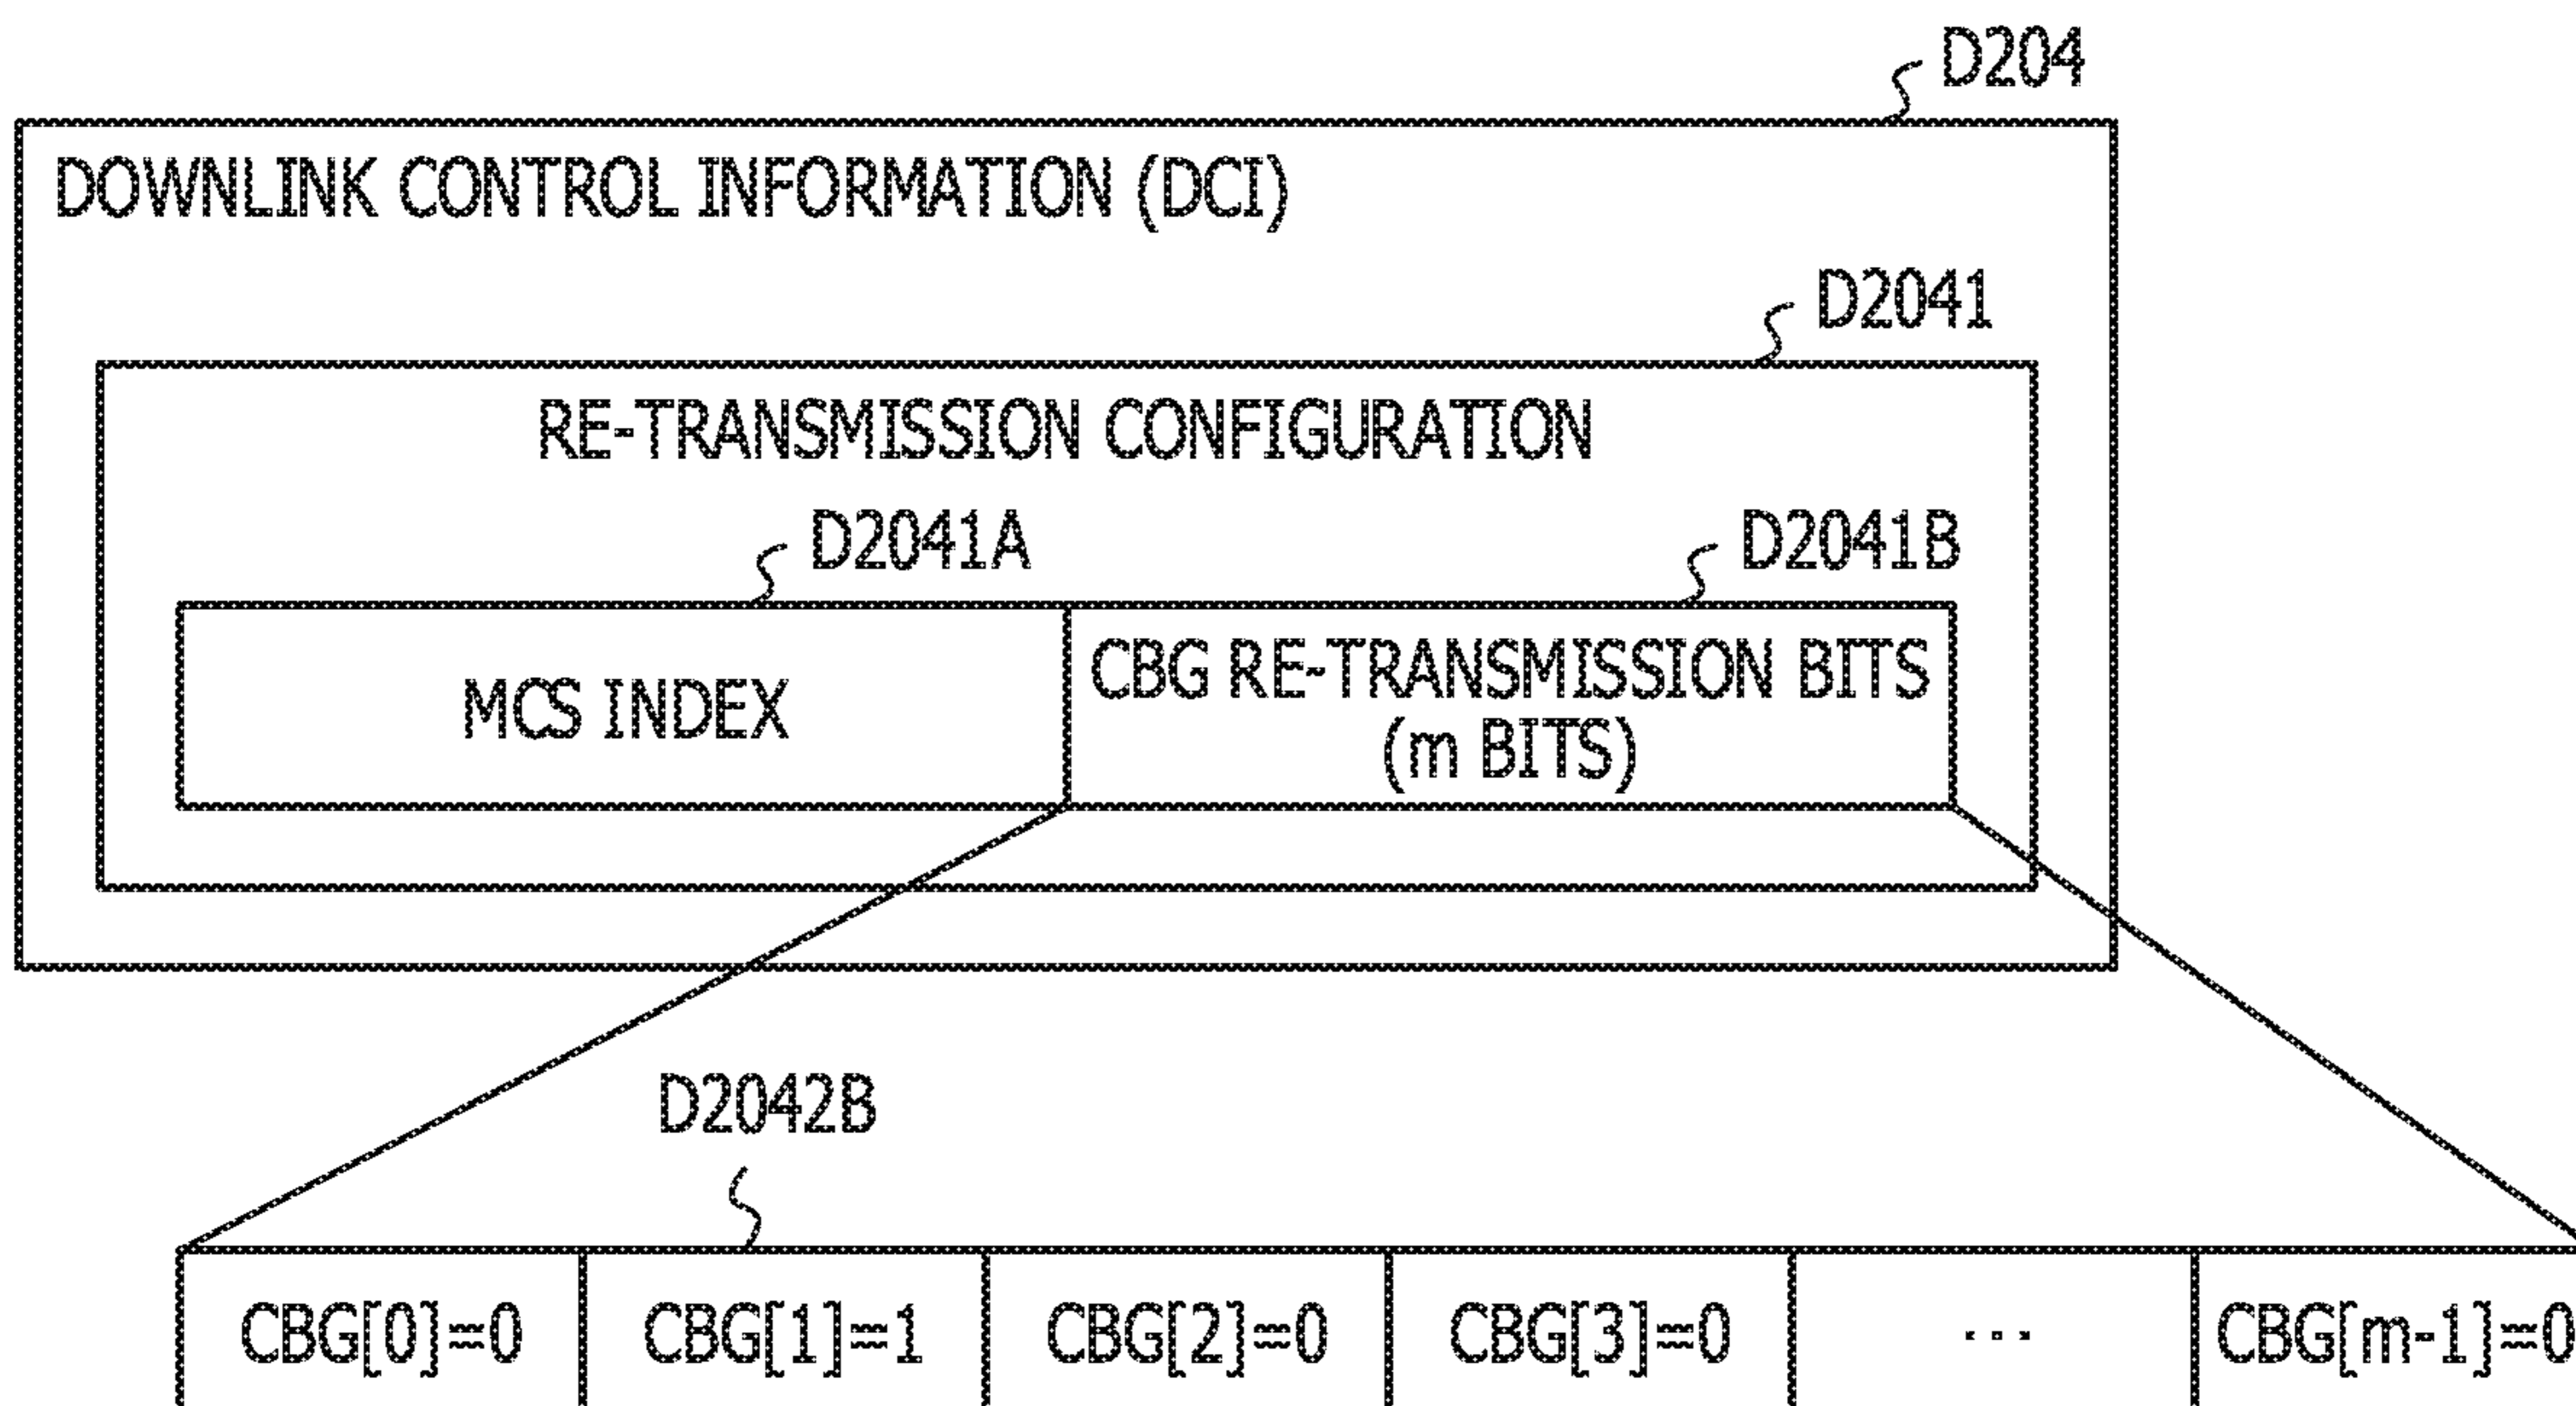 D204
DOWNLINK CONTROL INFORMATION (DCI)
D2041
RE-TRANSMISSION CONFIGURATION
D2041A
D2041B
MCS INDEX
CBG RE-TRANSMISSION BITS
(m BITS)
D2042B
CBG[0]=0
CBG[1]=1
CBG[2]=0
CBG[3]=0
...
CBG[m-1]=0